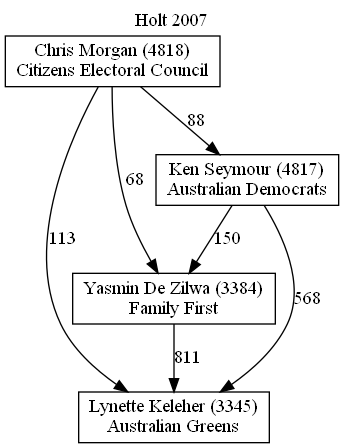 Holt 2007
Chris Morgan (4818)
Citizens Electoral Council
88
Ken Seymour (4817)
Australian Democrats
68
113
150
568
Yasmin De Zilwa (3384)
Family First
811
Lynette Keleher (3345)
Australian Greens